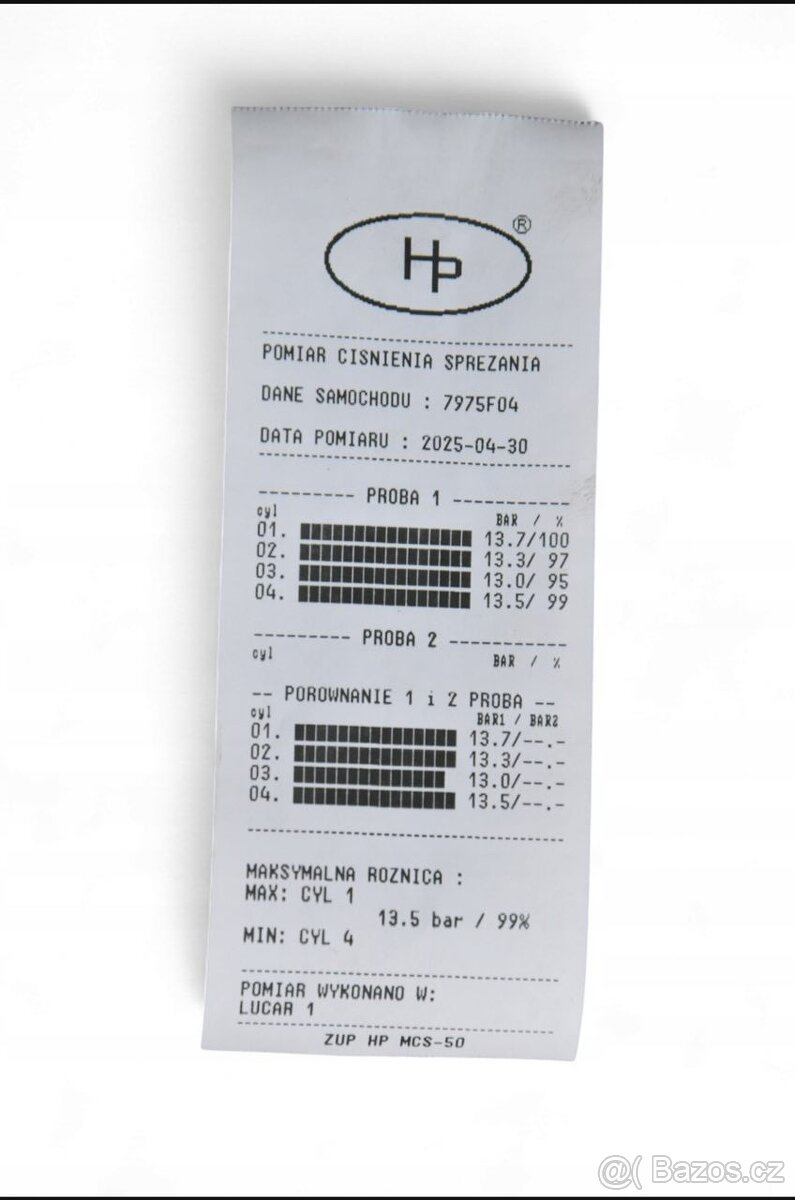 HP ®
POMIAR CISNIENIA SPREZANIA
DANE SAMOCHODU : 7975F04
DATA POMIARU : 2025-04-30
--------- PROBA 1 -----------
cyl BAR / %
01. 13.7/100
02. 13.3/ 97
03. 13.0/ 95
04. 13.5/ 99
--------- PROBA 2 -----------
cyl BAR / %
-- POROWNANIE 1 i 2 PROBA --
cyl BAR1 / BAR2
01. 13.7/--.-
02. 13.3/--.-
03. 13.0/--.-
04. 13.5/--.-
MAKSYMALNA ROZNICA :
MAX: CYL 1
13.5 bar / 99%
MIN: CYL 4
POMIAR WYKONANO W:
LUCAR 1
ZUP HP MCS-50
@( Bazos.cz